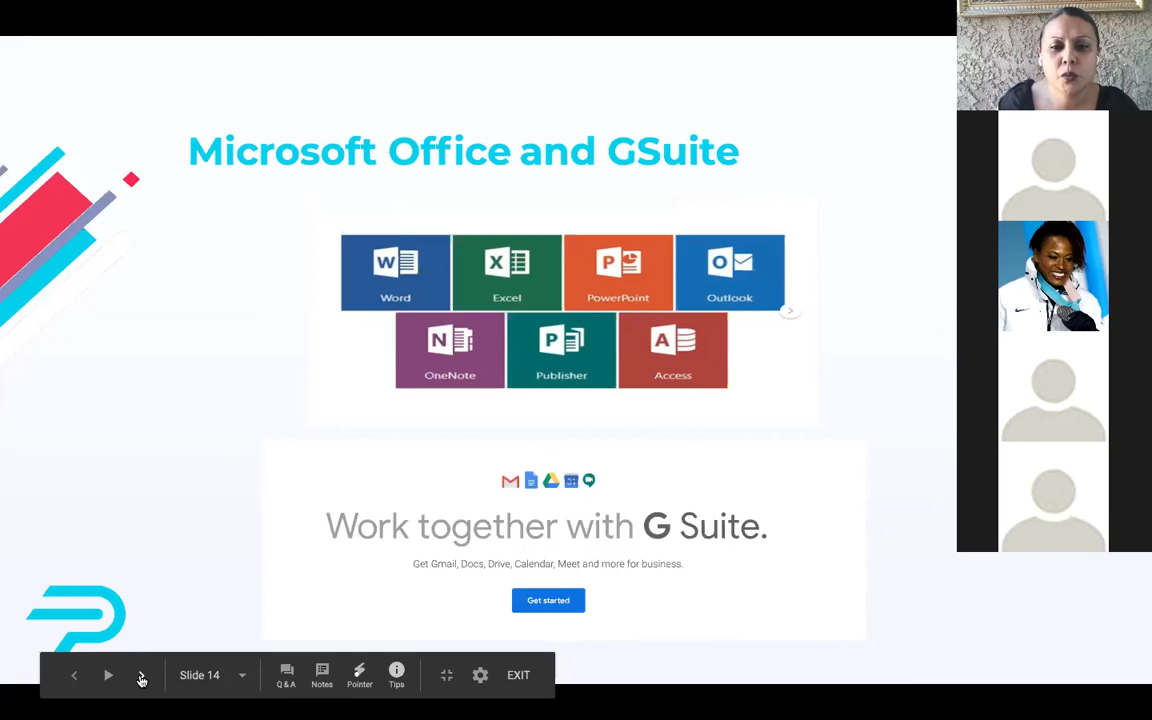 Microsoft Office and GSuite
Word
Excel
PowerPoint
Outlook
OneNote
Publisher
Access
Work together with G Suite.
Get Gmail, Docs, Drive, Calendar, Meet and more for business.
Get started
Slide 14
Q & A
Notes
Pointer
Tips
EXIT